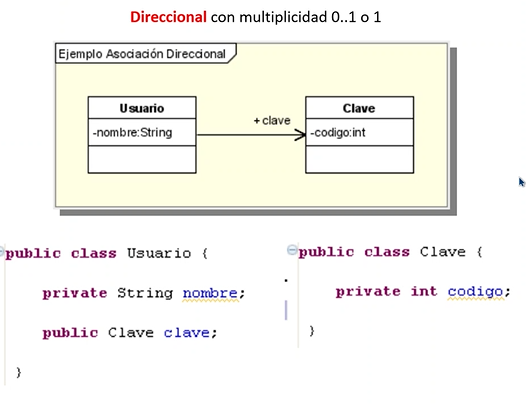 Direccional con multiplicidad 0..1 o 1
Ejemplo Asociación Direccional
Usuario
-nombre:String
+ clave
Clave
-codigo:int
public class Usuario {
private String nombre;
public Clave clave;
}
public class Clave {
private int codigo;
}